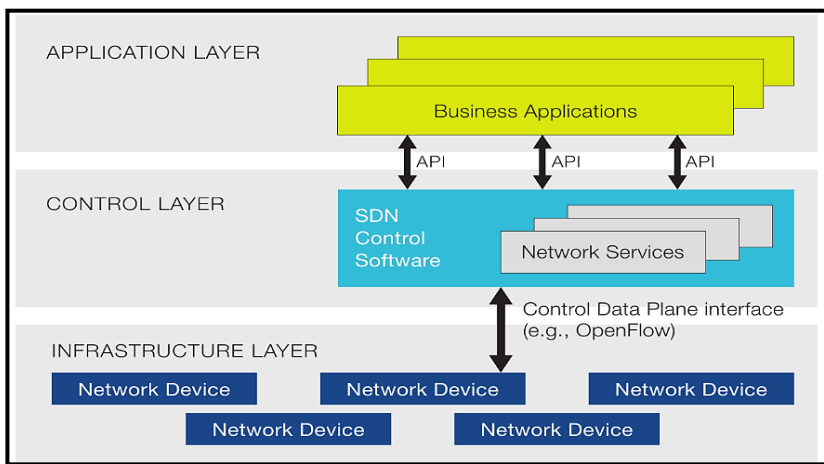 APPLICATION LAYER
Business Applications
API
API
API
CONTROL LAYER
SDN
Control
Software
Network Services
Control Data Plane interface
(e.g., OpenFlow)
INFRASTRUCTURE LAYER
Network Device
Network Device
Network Device
Network Device
Network Device